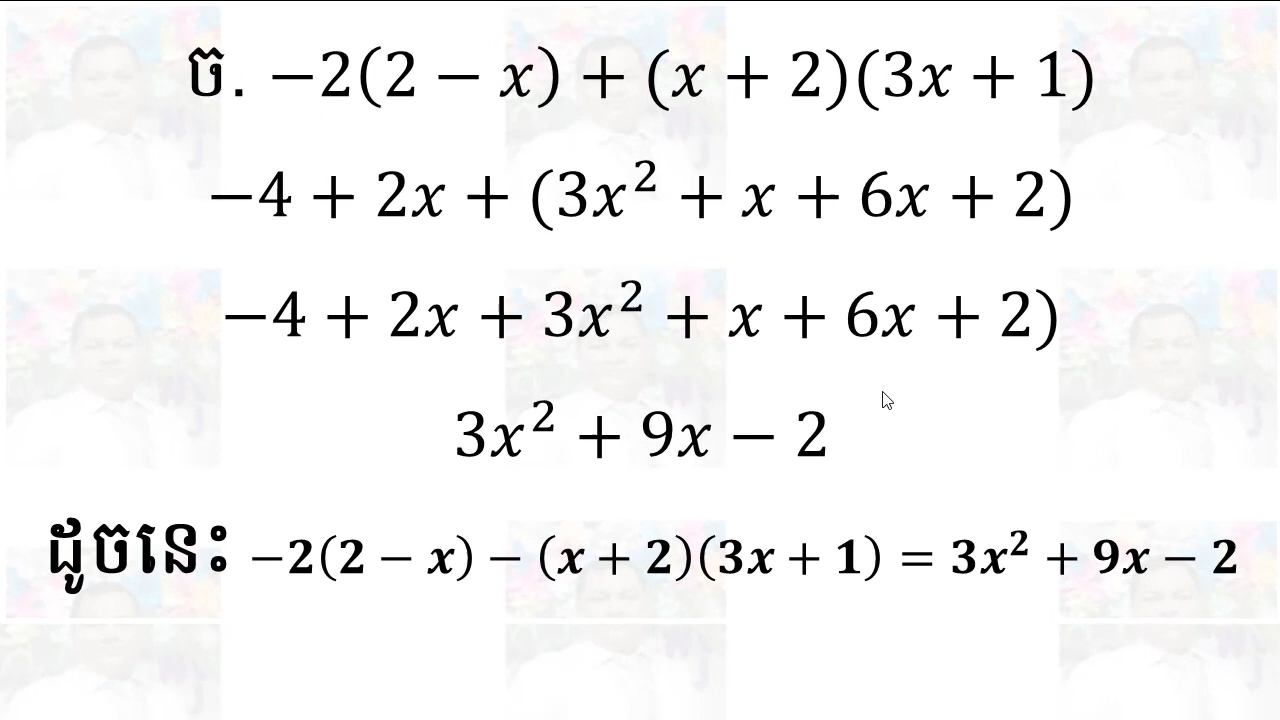 ច. −2(2 − x) + (x + 2)(3x + 1)
−4 + 2x + (3x² + x + 6x + 2)
−4 + 2x + 3x² + x + 6x + 2)
3x² + 9x − 2
ដូចនេះ −2(2 − x) − (x + 2)(3x + 1) = 3x² + 9x − 2